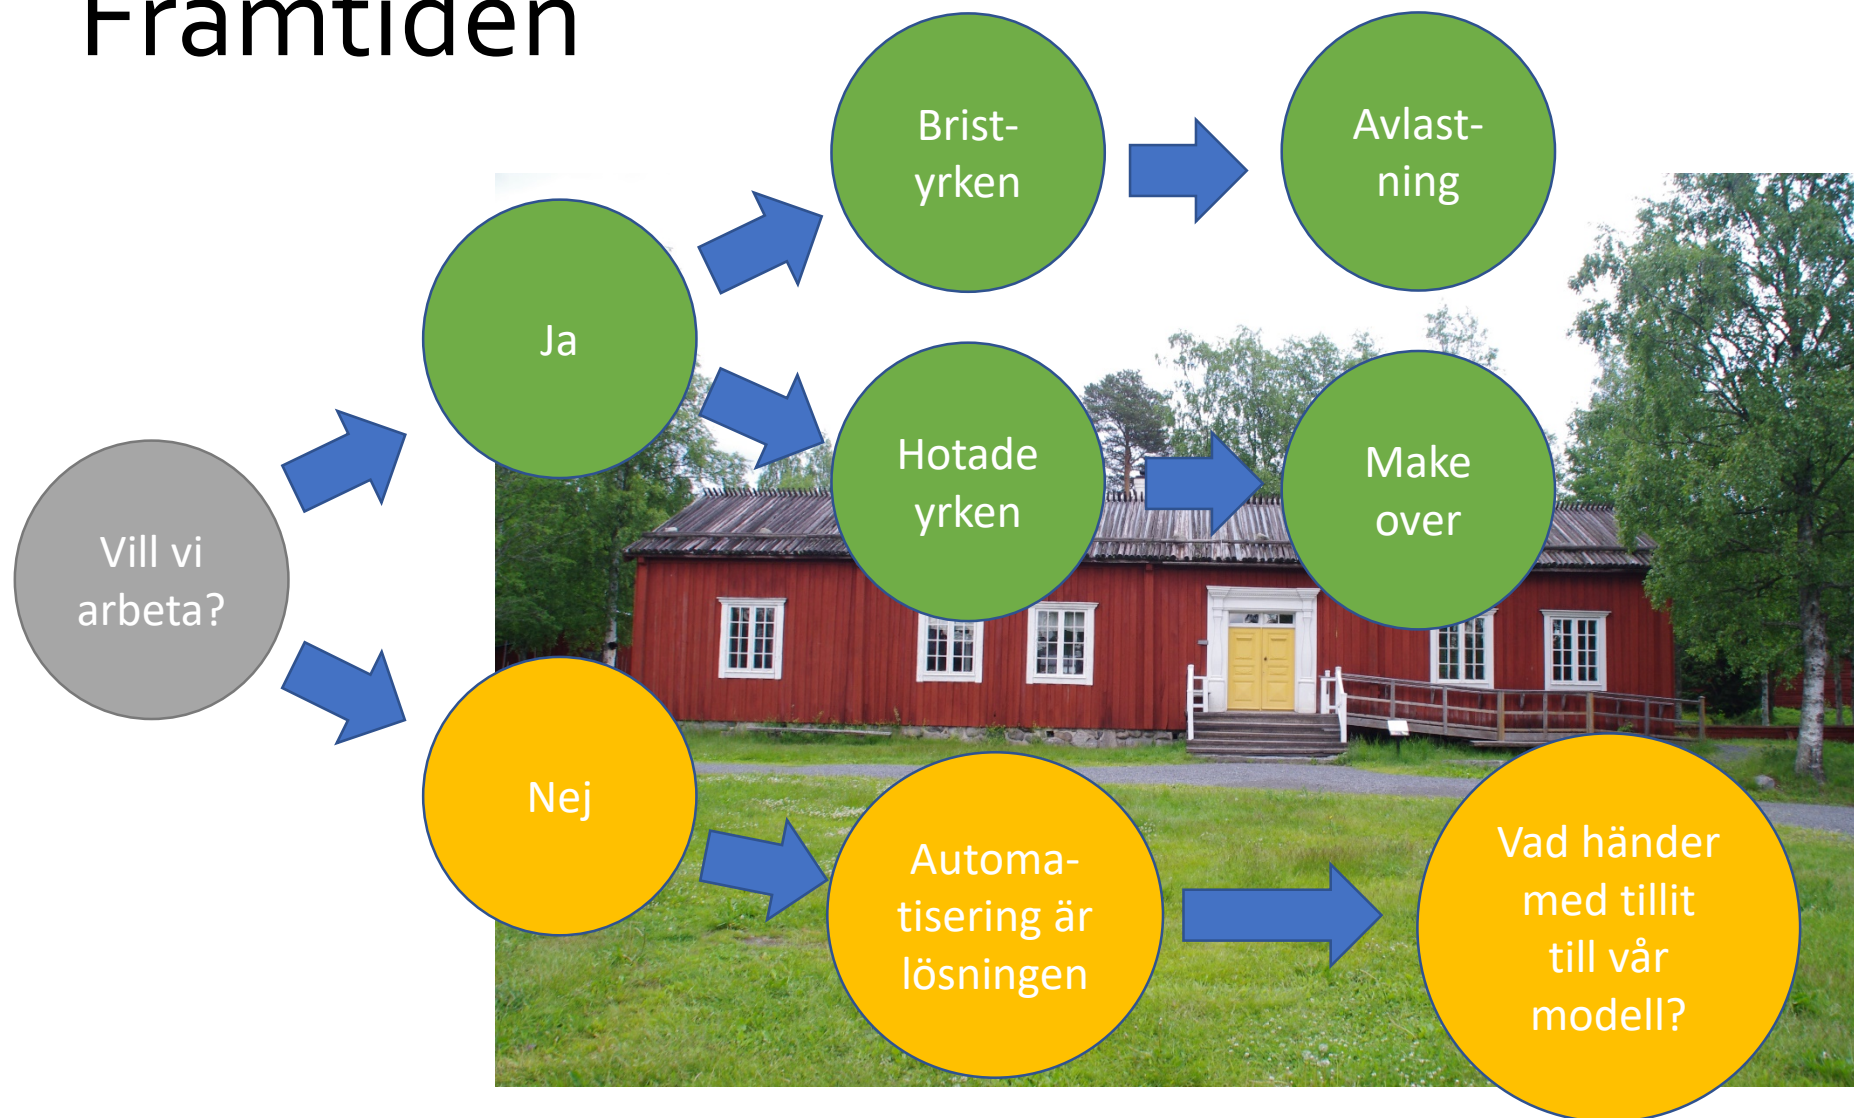 Framtiden
Brist-
yrken
Avlast-
ning
Ja
Hotade
yrken
Make
over
Vill vi
arbeta?
Nej
Automa-
tisering är
lösningen
Vad händer
med tillit
till vår
modell?